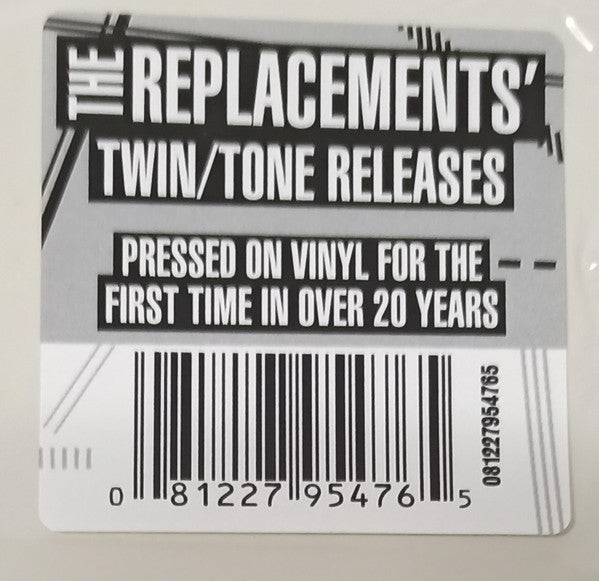 THE REPLACEMENTS'
TWIN/TONE RELEASES
PRESSED ON VINYL FOR THE
FIRST TIME IN OVER 20 YEARS
081227954765
0 81227 95476 5